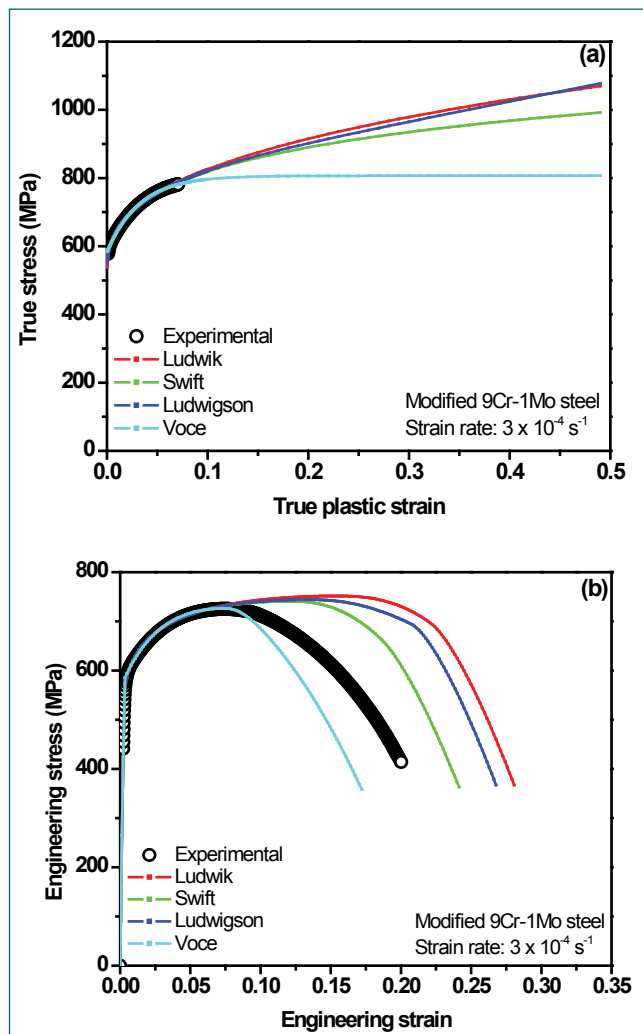 (a)
1200
1000
800
600
400
200
0
True stress (MPa)
Experimental
Ludwik
Swift
Ludwigson
Voce
Modified 9Cr-1Mo steel
Strain rate: 3 x 10⁻⁴ s⁻¹
0.0 0.1 0.2 0.3 0.4 0.5
True plastic strain
(b)
800
600
400
200
0
Engineering stress (MPa)
Experimental
Ludwik
Swift
Ludwigson
Voce
Modified 9Cr-1Mo steel
Strain rate: 3 x 10⁻⁴ s⁻¹
0.00 0.05 0.10 0.15 0.20 0.25 0.30 0.35
Engineering strain